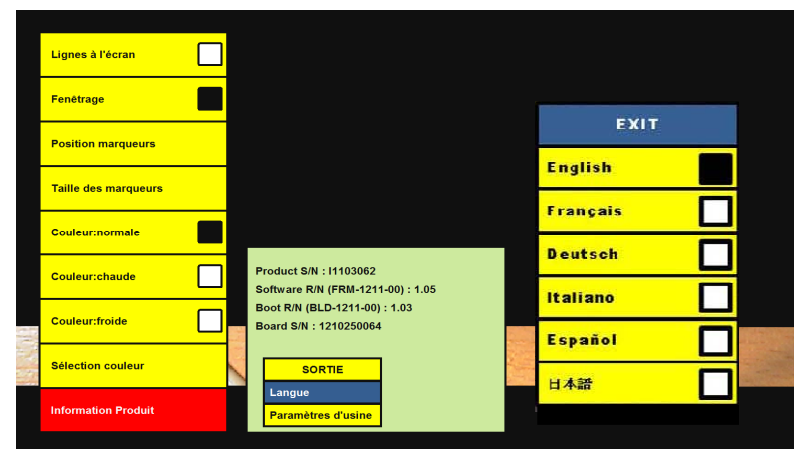 Lignes à l'écran
Fenêtrage
Position marqueurs
Taille des marqueurs
Couleur:normale
Couleur:chaude
Couleur:froide
Sélection couleur
Information Produit
Product S/N : I1103062
Software R/N (FRM-1211-00) : 1.05
Boot R/N (BLD-1211-00) : 1.03
Board S/N : 1210250064
SORTIE
Langue
Paramètres d'usine
EXIT
English
Français
Deutsch
Italiano
Español
日本語